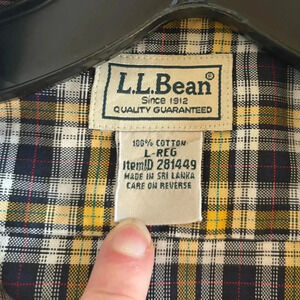 L.L.Bean®
Since 1912
QUALITY GUARANTEED
100% COTTON
L-REG
ItemID 281449
MADE IN SRI LANKA
CARE ON REVERSE